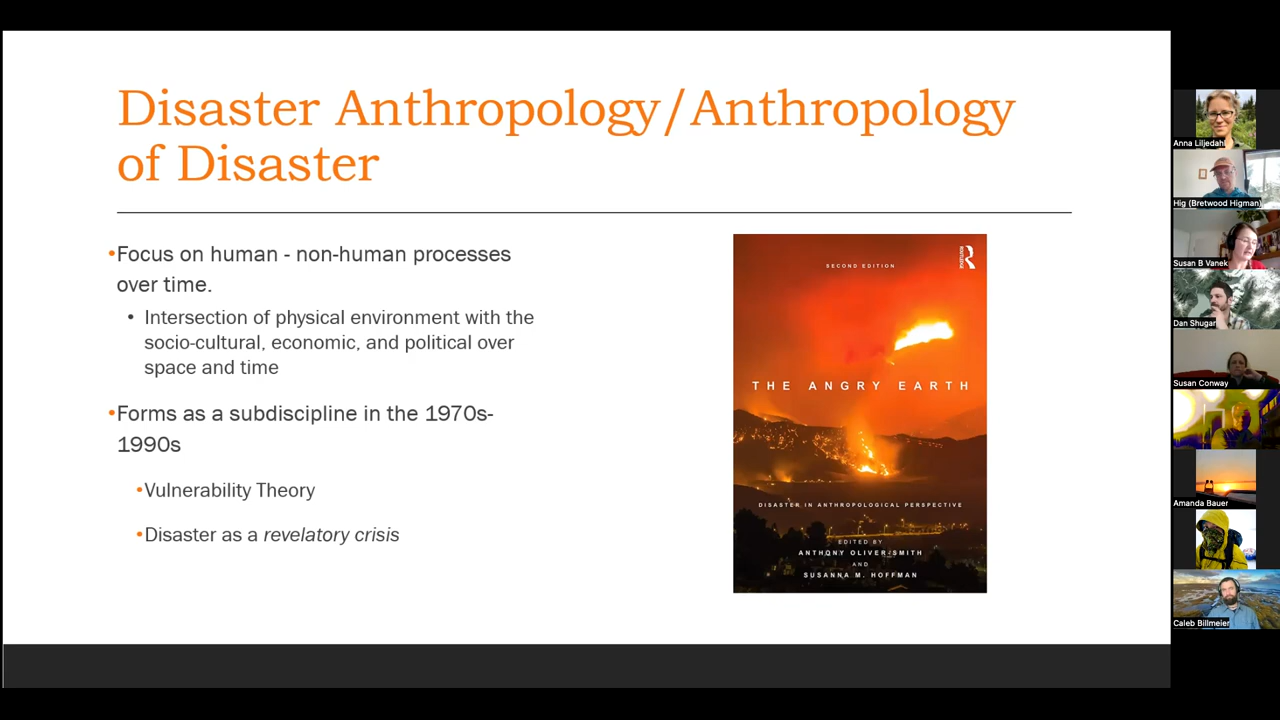 Disaster Anthropology/Anthropology
of Disaster
•Focus on human - non-human processes
over time.
• Intersection of physical environment with the
socio-cultural, economic, and political over
space and time
•Forms as a subdiscipline in the 1970s-
1990s
•Vulnerability Theory
•Disaster as a revelatory crisis
SECOND EDITION
ROUTLEDGE
THE ANGRY EARTH
DISASTER IN ANTHROPOLOGICAL PERSPECTIVE
EDITED BY
ANTHONY OLIVER-SMITH
AND
SUSANNA M. HOFFMAN
Anna Liljedahl
Hig (Bretwood Higman)
Susan B Vanek
Dan Shugar
Susan Conway
Amanda Bauer
Caleb Billmeier